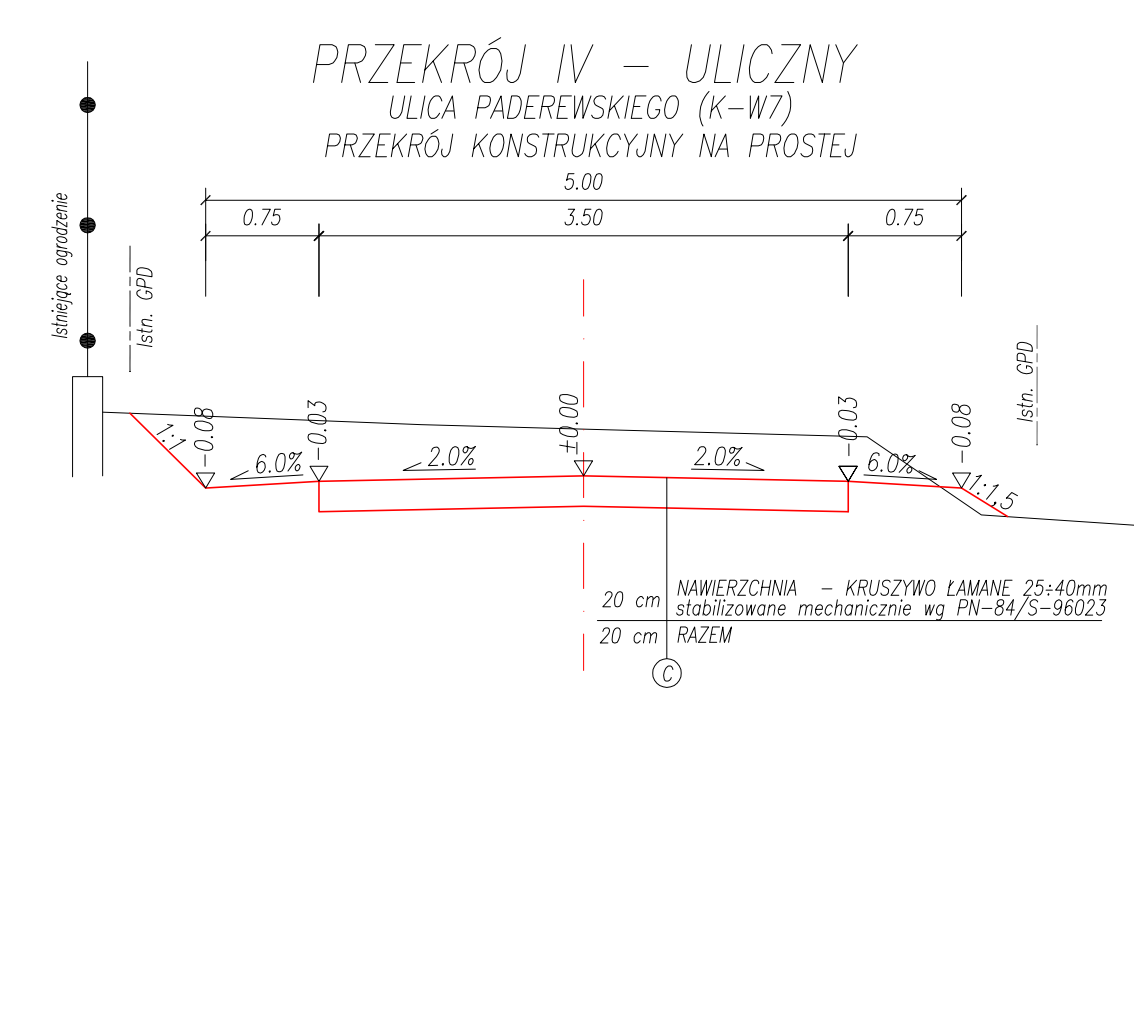 PRZEKRÓJ IV – ULICZNY
ULICA PADEREWSKIEGO (K–W7)
PRZEKRÓJ KONSTRUKCYJNY NA PROSTEJ
5.00
0.75
3.50
0.75
Istniejące ogrodzenie
Istn. GPD
Istn. GPD
1:1
–0.08
6.0%
–0.03
2.0%
±0.00
2.0%
–0.03
6.0%
–0.08
1:1,5
20 cm
NAWIERZCHNIA – KRUSZYWO ŁAMANE 25÷40mm
stabilizowane mechanicznie wg PN–84/S–96023
20 cm RAZEM
C